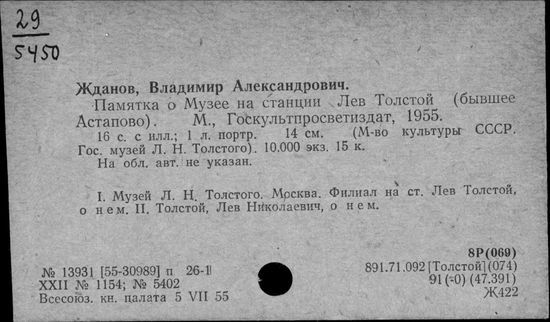 29
5450
Жданов, Владимир Александрович.
Памятка о Музее на станции Лев Толстой (бывшее
Астапово). М., Госкультпросветиздат, 1955.
16 с. с илл.; 1 л. портр. 14 см. (М-во культуры СССР.
Гос. музей Л. Н. Толстого). 10.000 экз. 15 к.
На обл. авт. не указан.
I. Музей Л. Н. Толстого. Москва. Филиал на ст. Лев Толстой,
о нем. II. Толстой, Лев Николаевич, о нем.
8Р(069)
№ 13931 [55-30989] п 26-1
891.71.092 [Толстой] (074)
XXII № 1154; № 5402
91(-0) (47.391)
Всесоюз. кн. палата 5 VII 55
Ж422